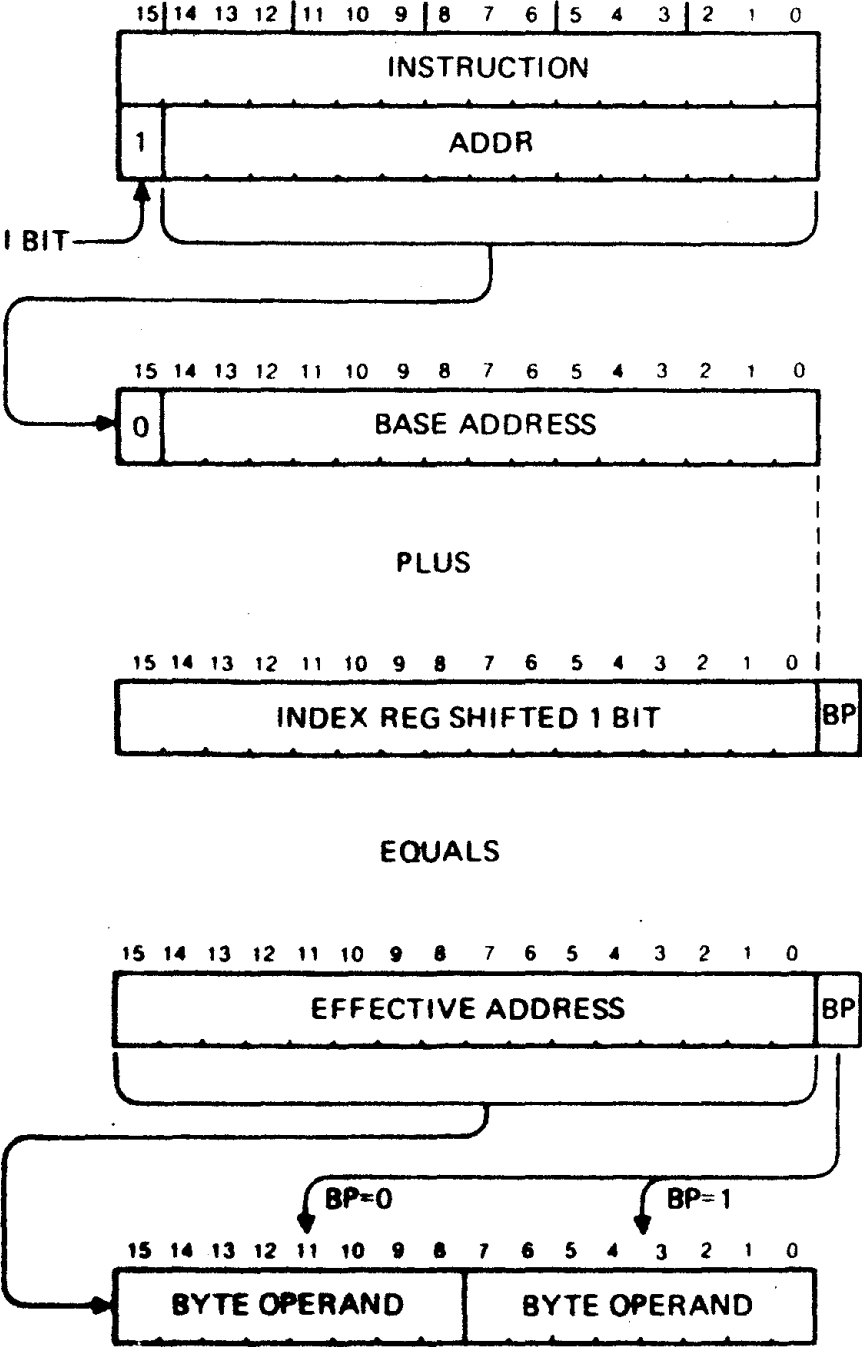 15 14 13 12 11 10 9 8 7 6 5 4 3 2 1 0
INSTRUCTION
1 ADDR
1 BIT
15 14 13 12 11 10 9 8 7 6 5 4 3 2 1 0
0 BASE ADDRESS
PLUS
15 14 13 12 11 10 9 8 7 6 5 4 3 2 1 0
INDEX REG SHIFTED 1 BIT BP
EQUALS
15 14 13 12 11 10 9 8 7 6 5 4 3 2 1 0
EFFECTIVE ADDRESS BP
BP=0 BP=1
15 14 13 12 11 10 9 8 7 6 5 4 3 2 1 0
BYTE OPERAND BYTE OPERAND